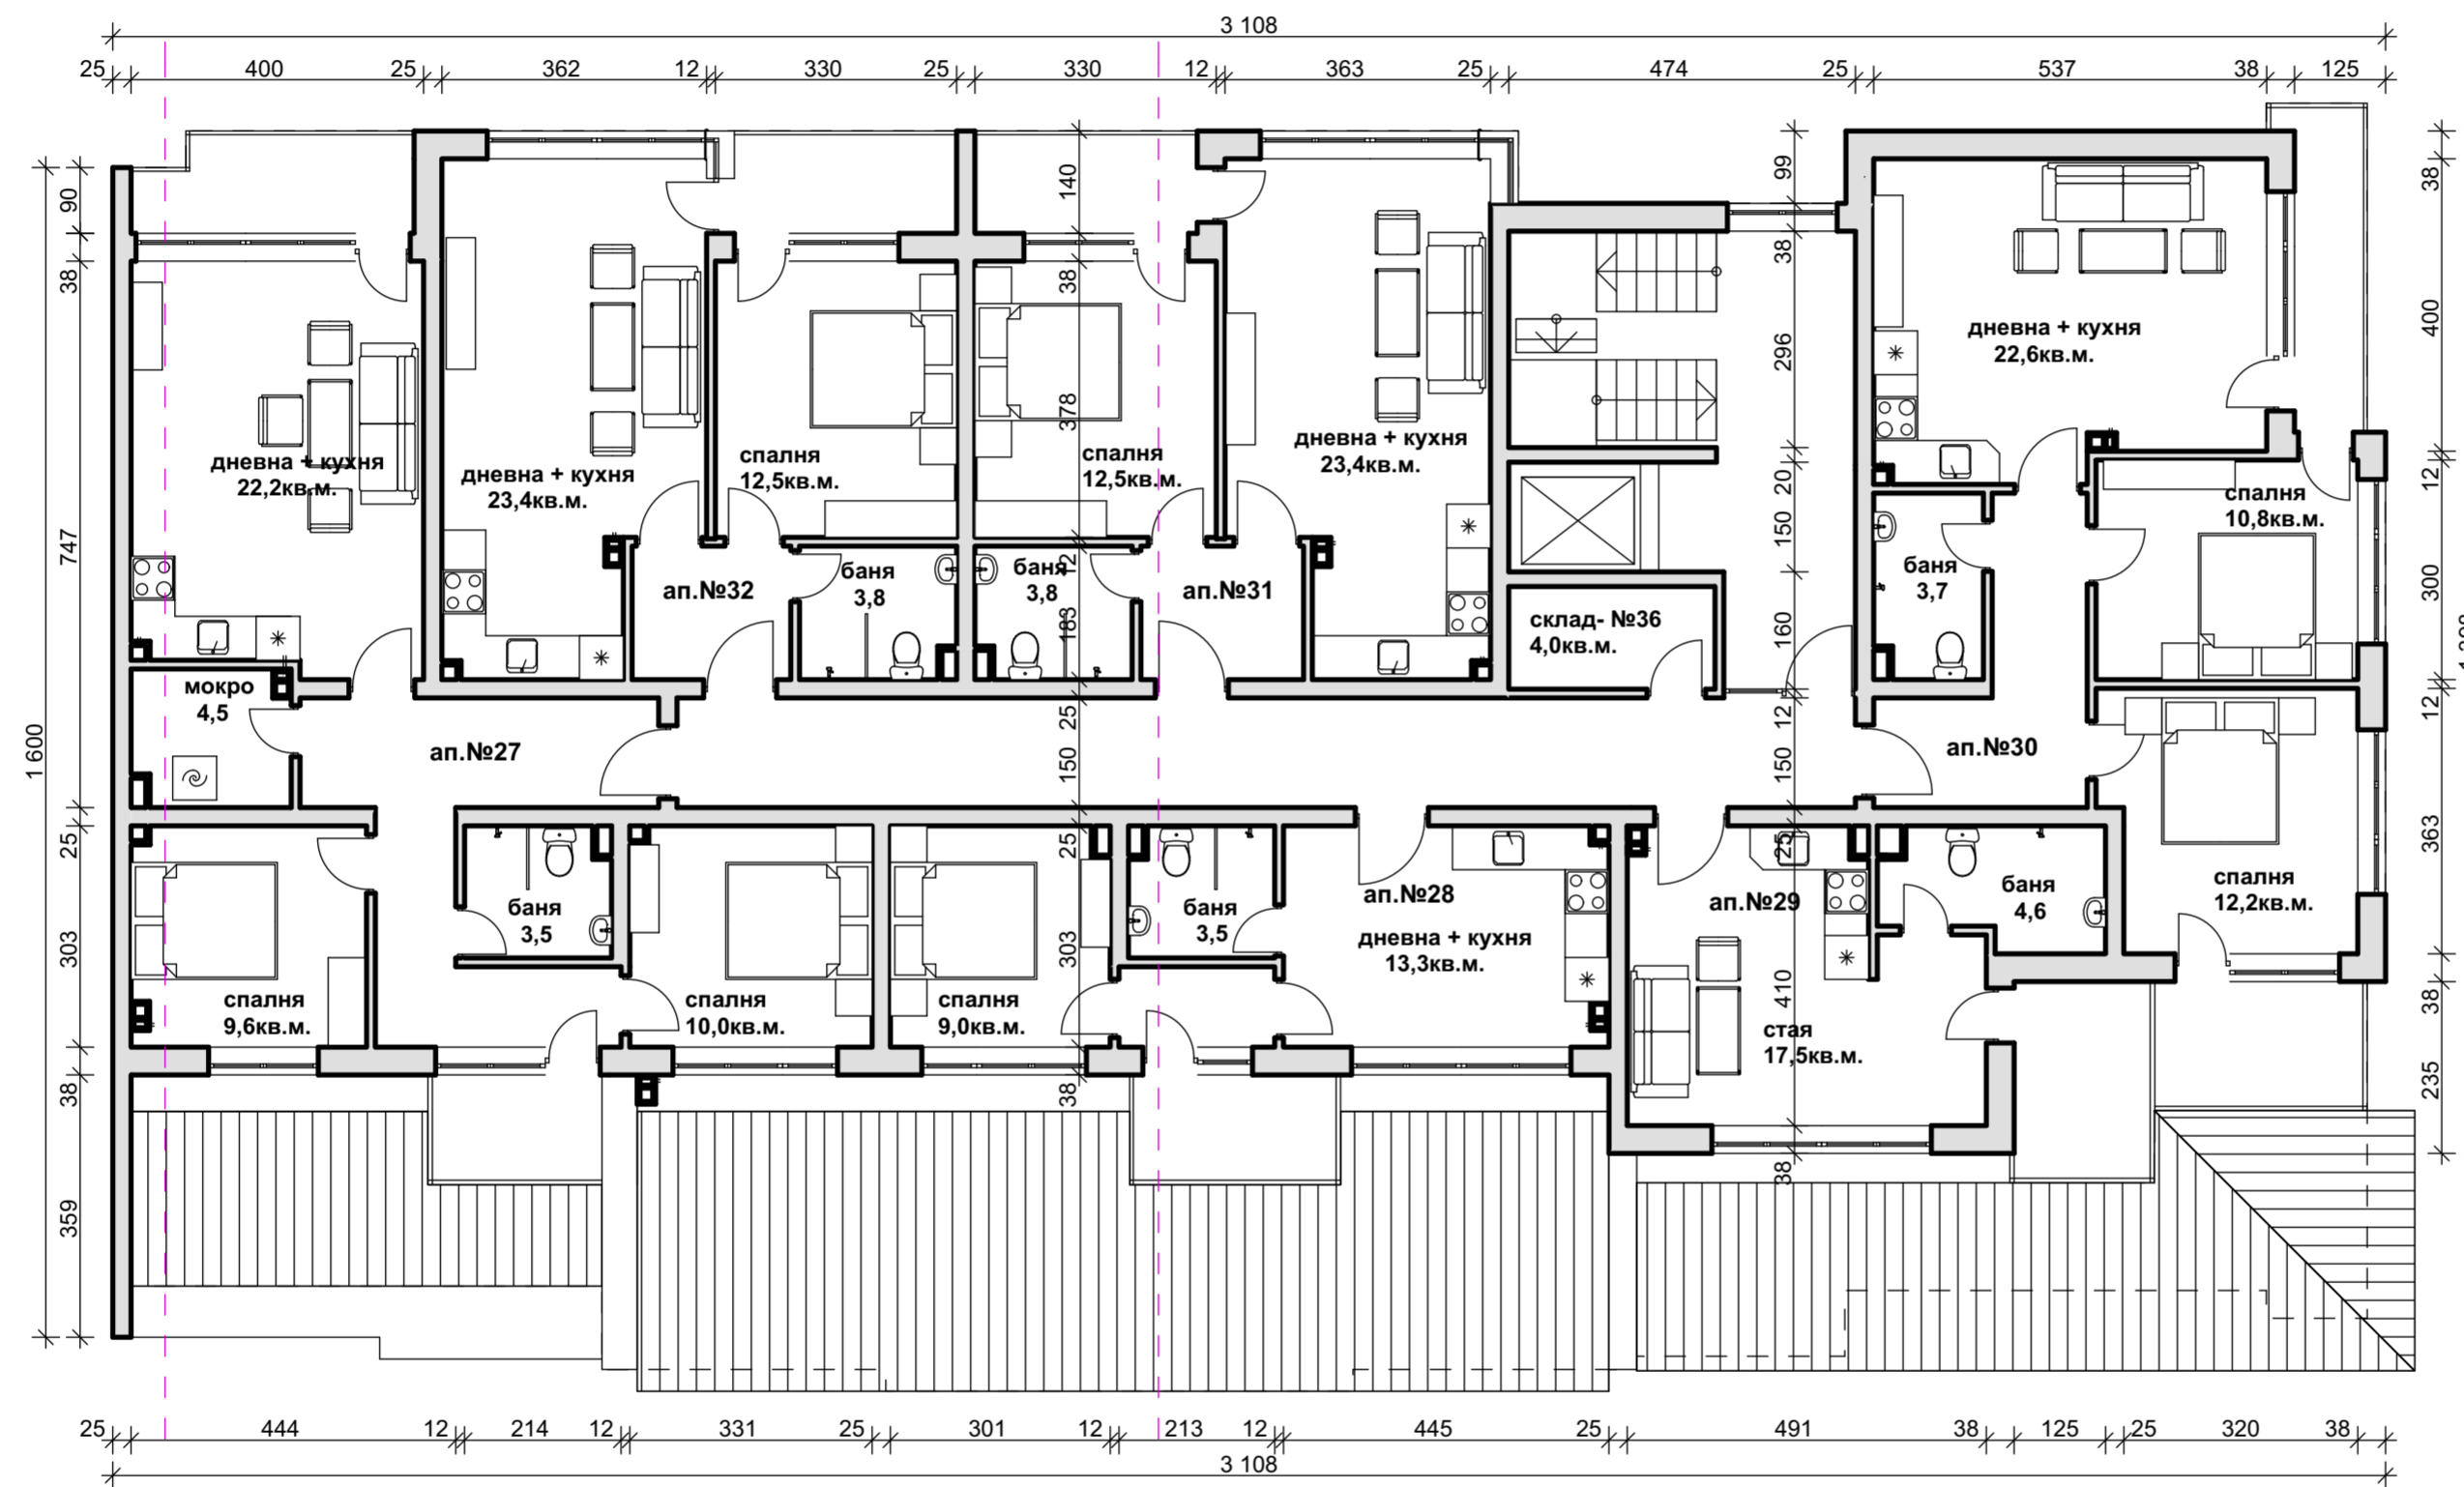 3 108
25 400 25 362 12 330 25 330 12 363 25 474 25 537 38 125
1 600
90
38
747
25
303
38
359
140
38
378
12
183
25
150
25
303
38
99
38
296
20
150
160
12
150
25
410
38
38
400
12
300
12
363
38
235
дневна + кухня
22,2кв.м.
дневна + кухня
23,4кв.м.
спалня
12,5кв.м.
спалня
12,5кв.м.
дневна + кухня
23,4кв.м.
дневна + кухня
22,6кв.м.
спалня
10,8кв.м.
ап.№32
баня
3,8
баня
3,8
ап.№31
склад- №36
4,0кв.м.
баня
3,7
мокро
4,5
ап.№27
ап.№30
баня
3,5
баня
3,5
ап.№28
дневна + кухня
13,3кв.м.
ап.№29
баня
4,6
спалня
12,2кв.м.
спалня
9,6кв.м.
спалня
10,0кв.м.
спалня
9,0кв.м.
стая
17,5кв.м.
25 444 12 214 12 331 25 301 12 213 12 445 25 491 38 125 25 320 38
3 108